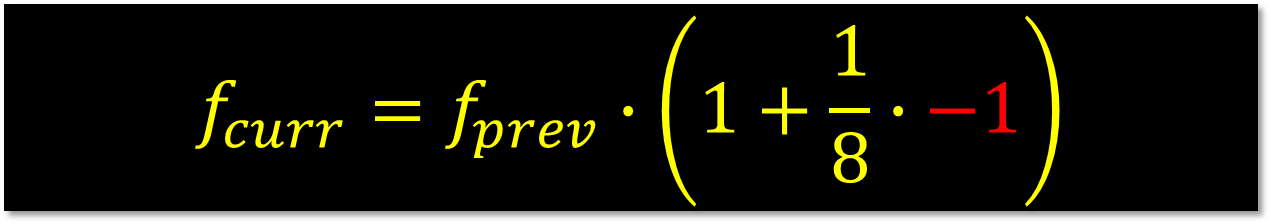 f_curr = f_prev · (1 + 1/8 · −1)